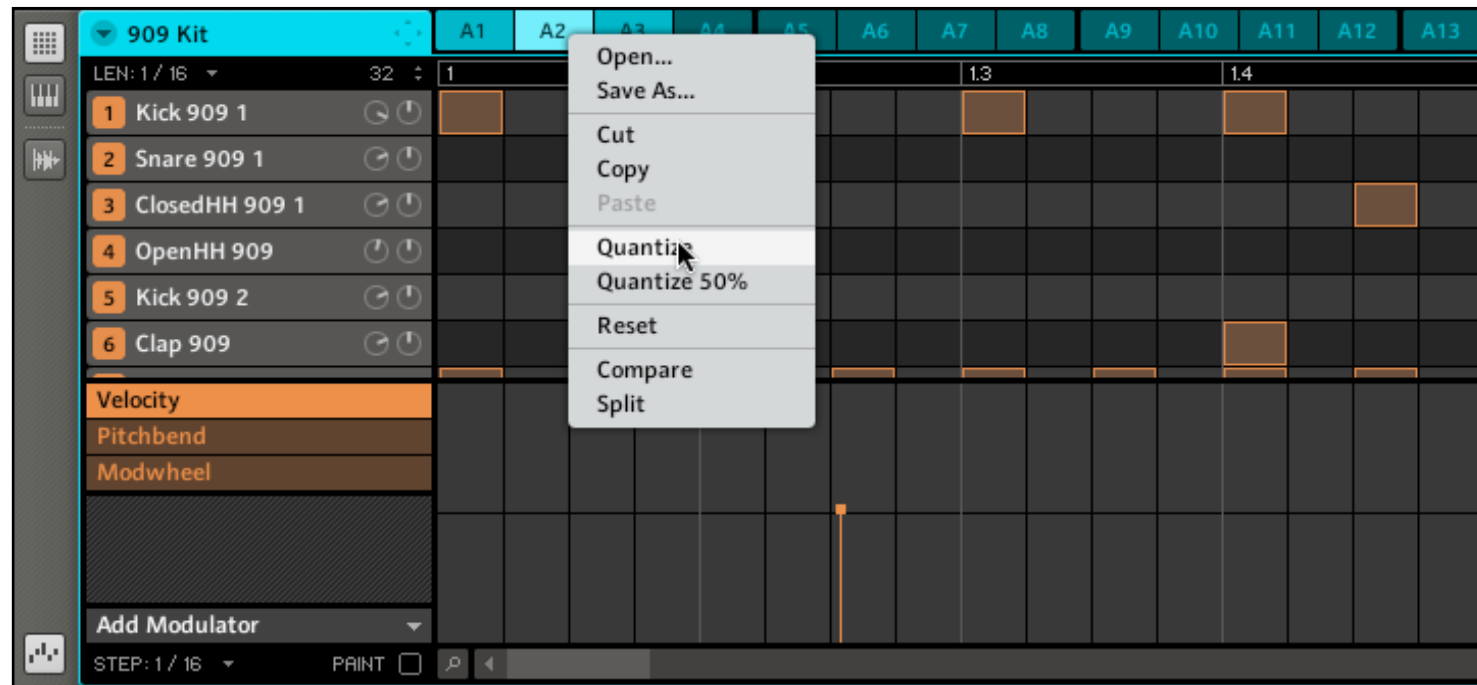 909 Kit A1 A2 A3 A4 A5 A6 A7 A8 A9 A10 A11 A12 A13
LEN: 1 / 16 32 1 1.3 1.4
1 Kick 909 1
2 Snare 909 1
3 ClosedHH 909 1
4 OpenHH 909
5 Kick 909 2
6 Clap 909
Open...
Save As...
Cut
Copy
Paste
Quantize
Quantize 50%
Reset
Compare
Split
Velocity
Pitchbend
Modwheel
Add Modulator
STEP: 1 / 16 PAINT